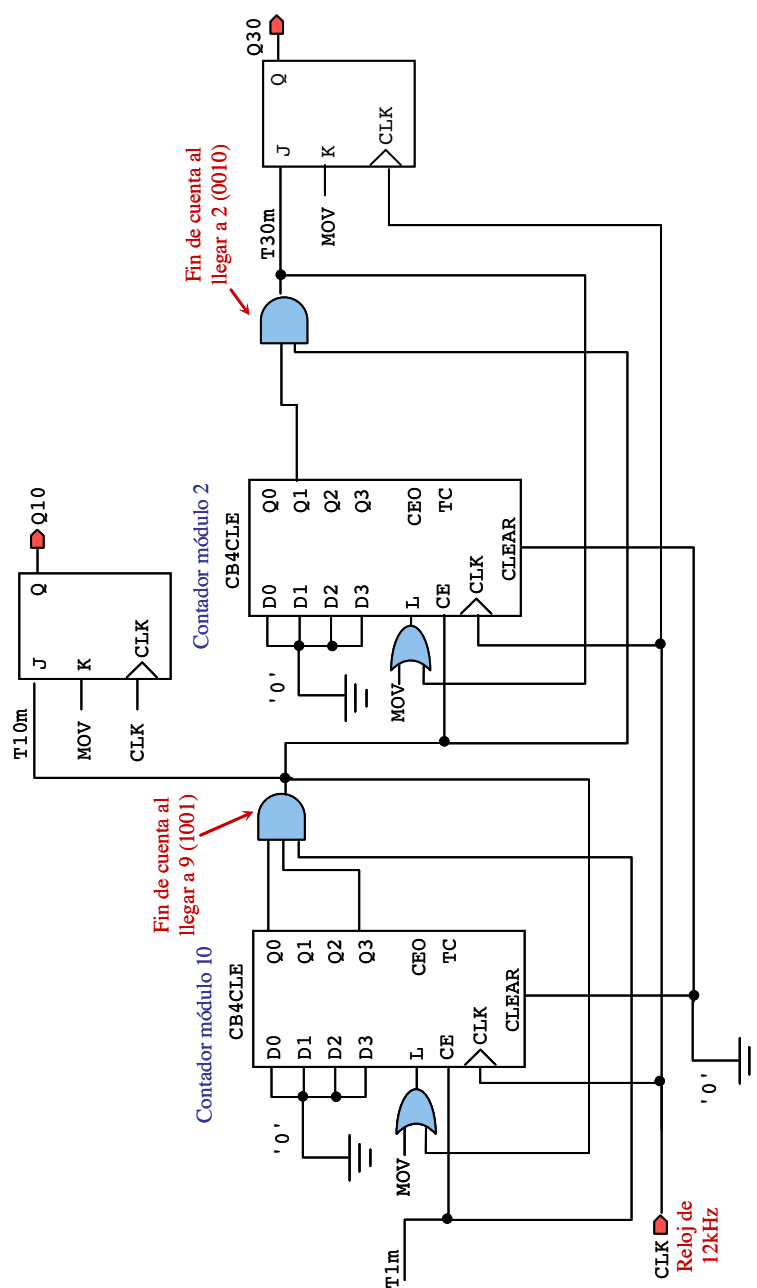 T1m
CLK
Reloj de
12kHz
'0'
MOV
Contador módulo 10
CB4CLE
D0
D1
D2
D3
L
CE
CLK
CLEAR
Q0
Q1
Q2
Q3
CEO
TC
'0'
Fin de cuenta al
llegar a 9 (1001)
T10m
MOV
CLK
J
K
CLK
Q
Q10
'0'
MOV
Contador módulo 2
CB4CLE
D0
D1
D2
D3
L
CE
CLK
CLEAR
Q0
Q1
Q2
Q3
CEO
TC
Fin de cuenta al
llegar a 2 (0010)
T30m
MOV
J
K
CLK
Q
Q30